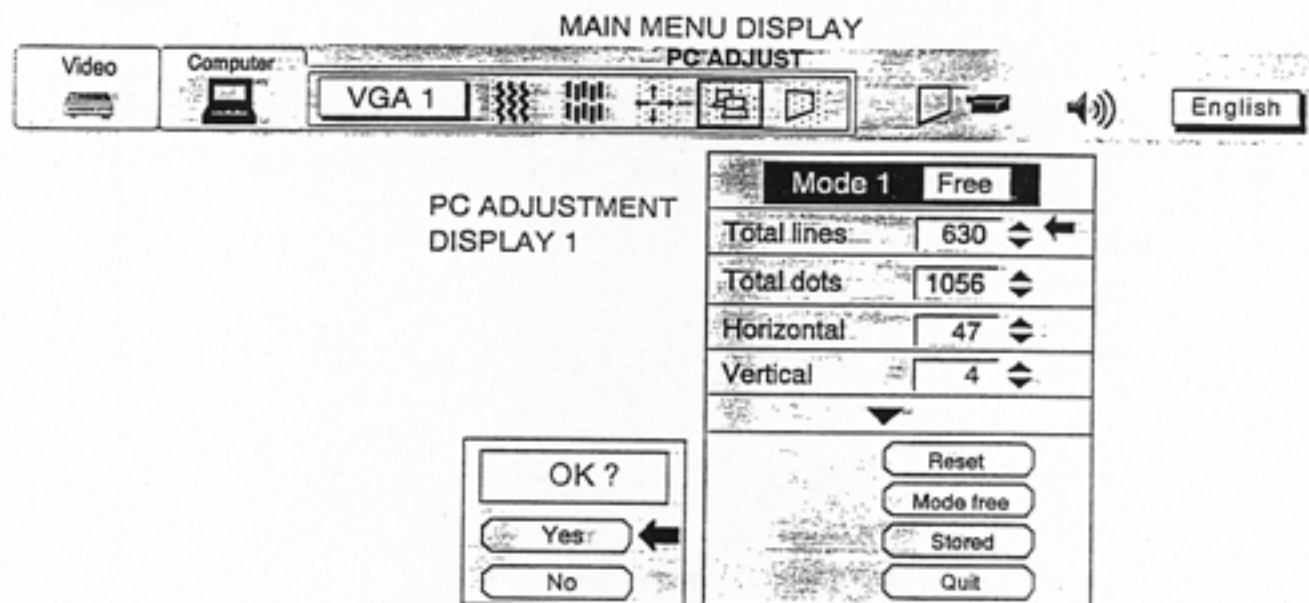 MAIN MENU DISPLAY
PC ADJUST
Video
Computer
VGA 1
English
PC ADJUSTMENT
DISPLAY 1
Mode 1 Free
Total lines 630
Total dots 1056
Horizontal 47
Vertical 4
Reset
Mode free
Stored
Quit
OK ?
Yes
No